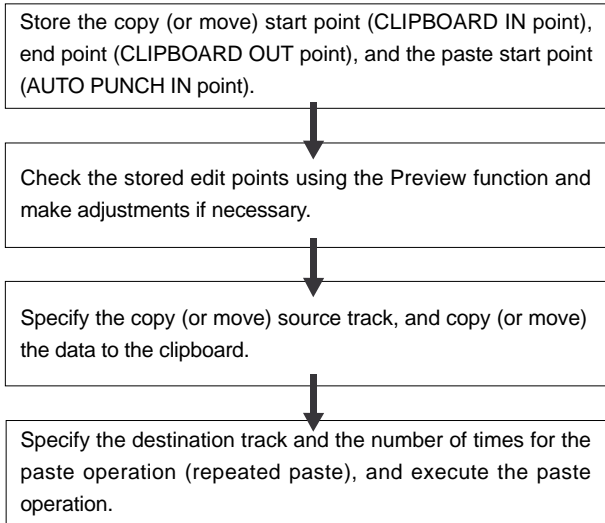 Store the copy (or move) start point (CLIPBOARD IN point),
end point (CLIPBOARD OUT point), and the paste start point
(AUTO PUNCH IN point).
Check the stored edit points using the Preview function and
make adjustments if necessary.
Specify the copy (or move) source track, and copy (or move)
the data to the clipboard.
Specify the destination track and the number of times for the
paste operation (repeated paste), and execute the paste
operation.